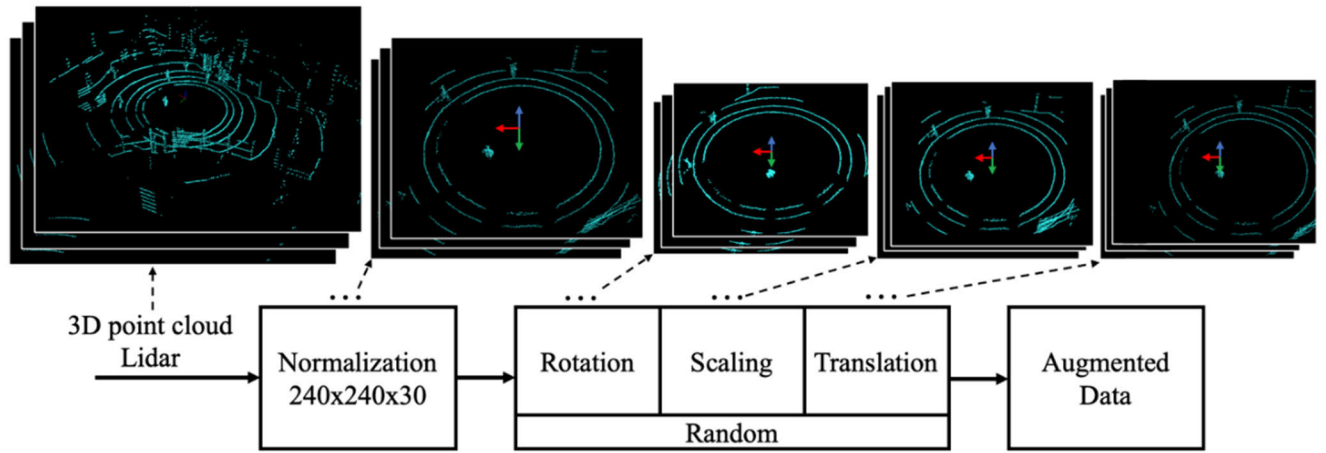 3D point cloud
Lidar
Normalization
240x240x30
Rotation
Scaling
Translation
Random
Augmented
Data